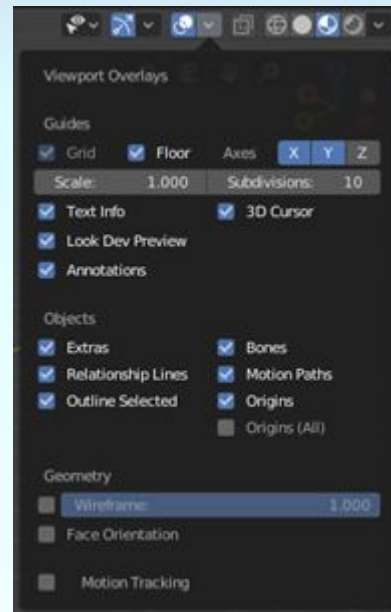 Viewport Overlays
Guides
Grid Floor Axes X Y Z
Scale: 1.000 Subdivisions: 10
Text Info 3D Cursor
Look Dev Preview
Annotations
Objects
Extras Bones
Relationship Lines Motion Paths
Outline Selected Origins
Origins (All)
Geometry
Wireframe: 1.000
Face Orientation
Motion Tracking